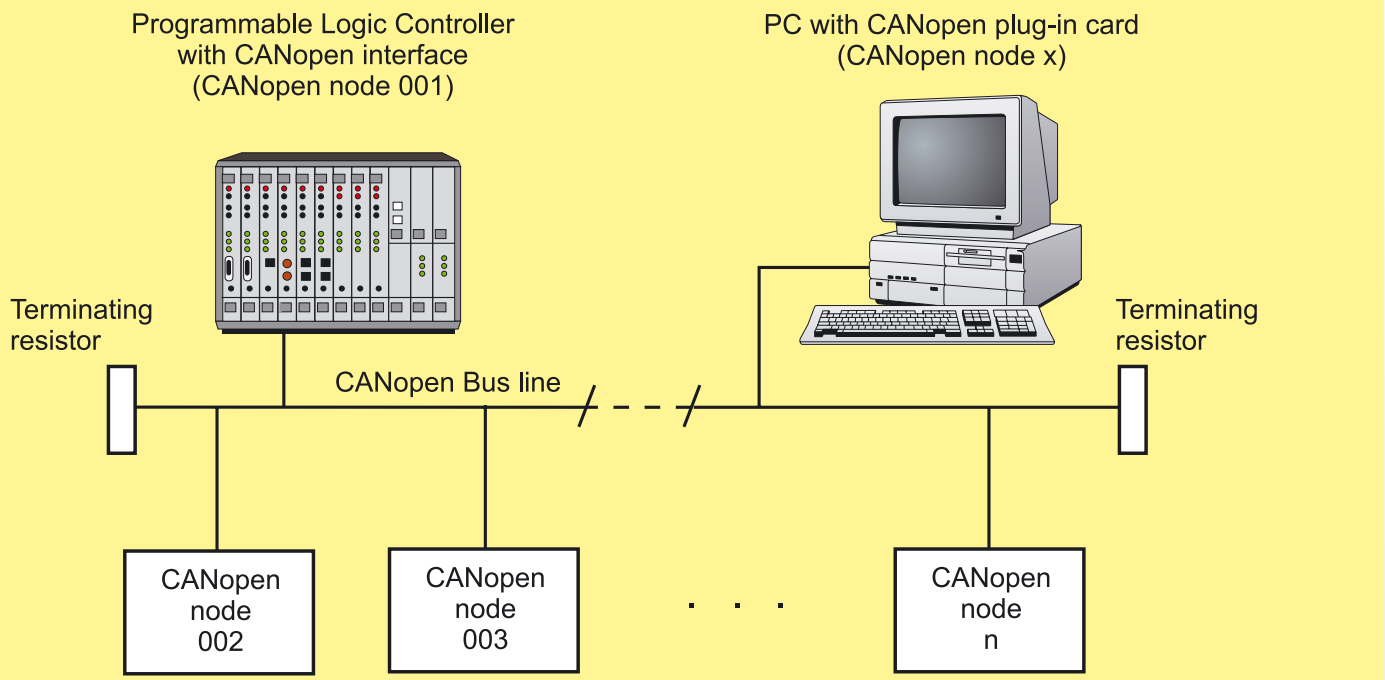 Programmable Logic Controller
with CANopen interface
(CANopen node 001)
PC with CANopen plug-in card
(CANopen node x)
Terminating
resistor
Terminating
resistor
CANopen Bus line
CANopen
node
002
CANopen
node
003
. . .
CANopen
node
n